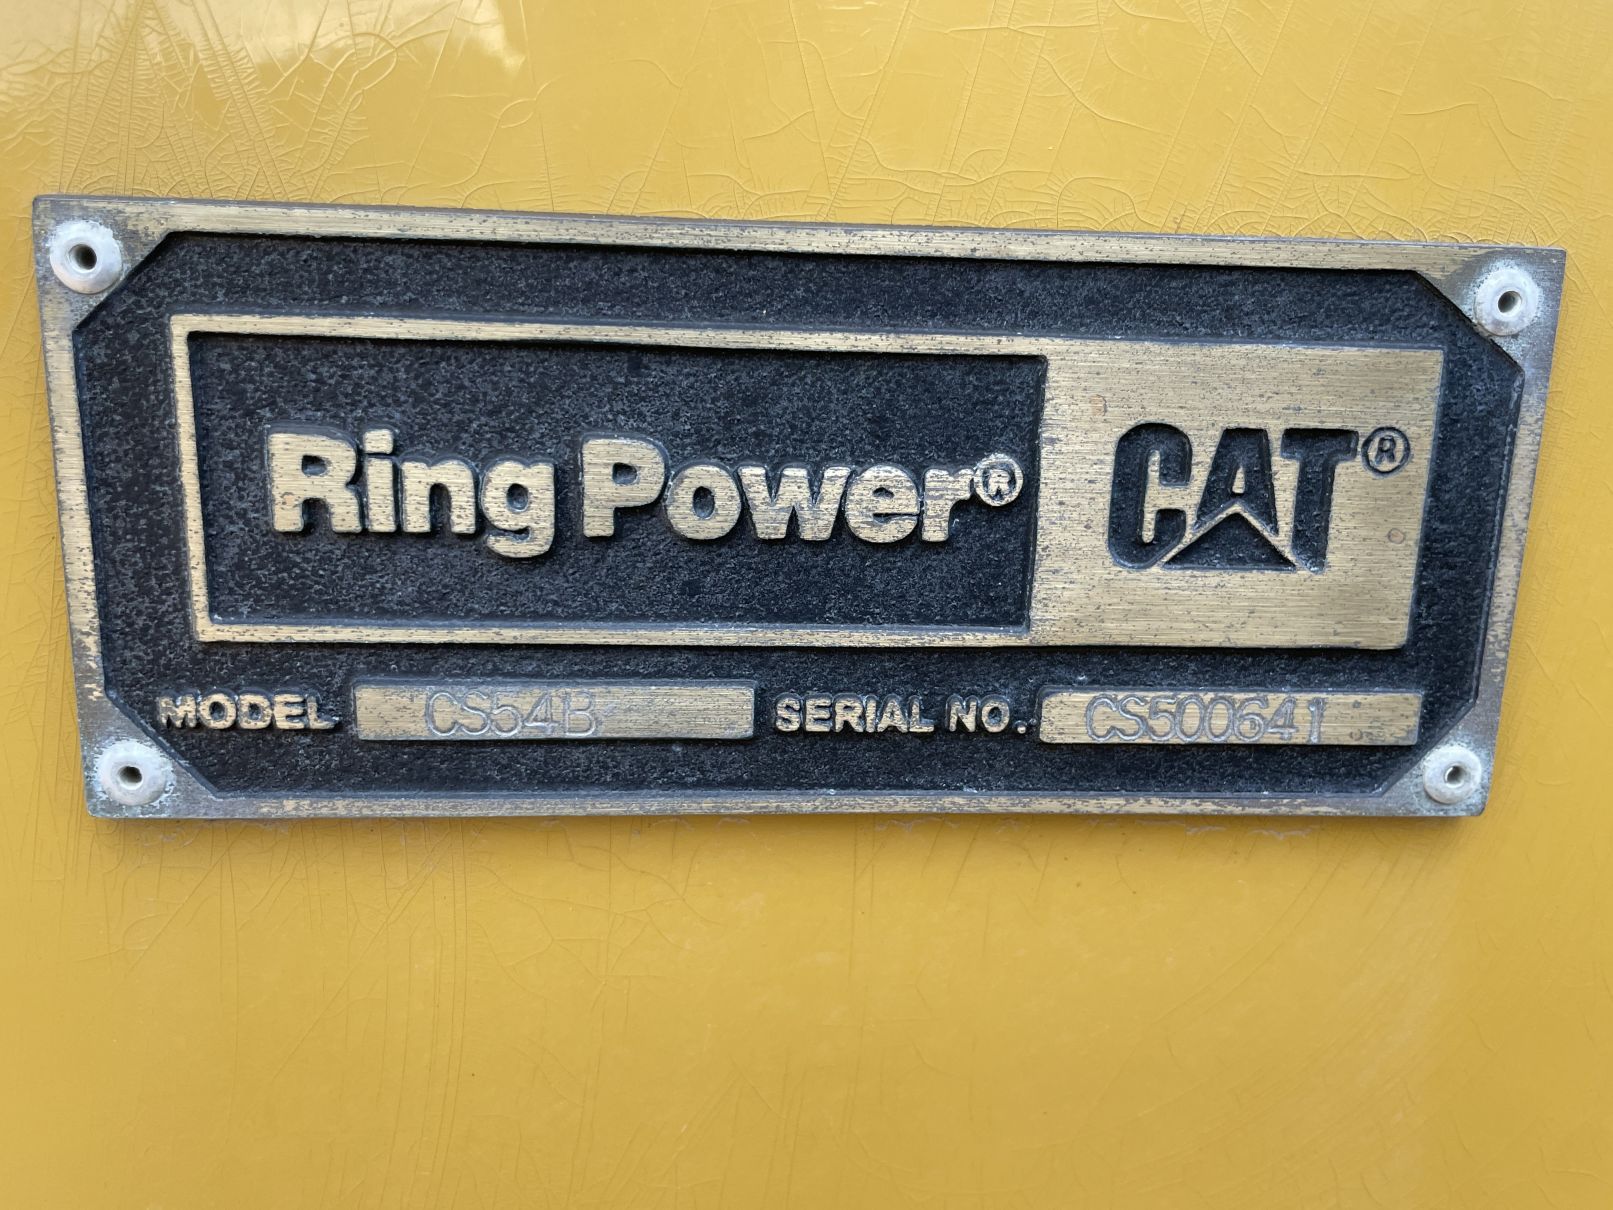 Ring Power® CAT®
MODEL CS54B SERIAL NO. CS500641